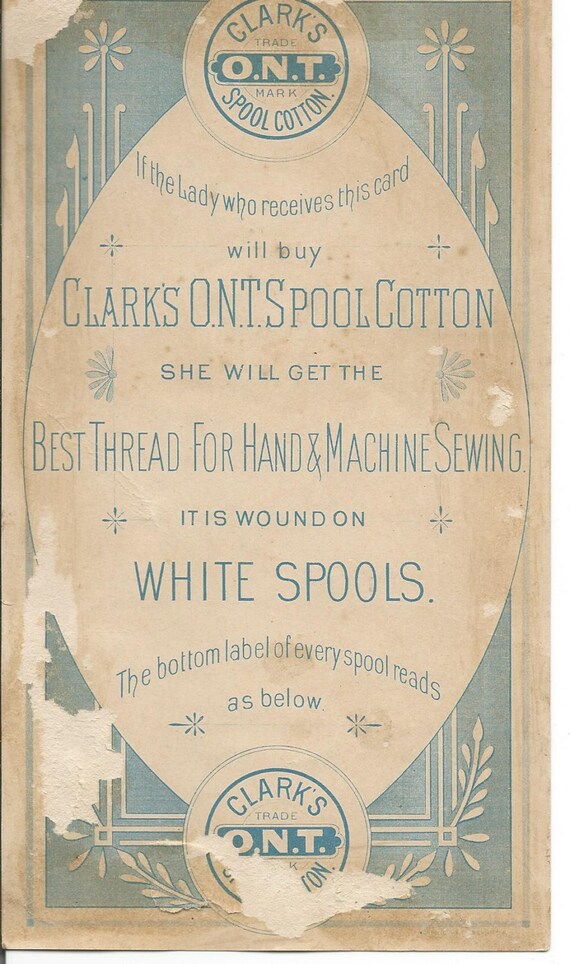 CLARK'S
TRADE
O.N.T.
MARK
SPOOL COTTON.
If the Lady who receives this card
will buy
CLARK'S O.N.T. SPOOL COTTON
SHE WILL GET THE
BEST THREAD FOR HAND & MACHINE SEWING.
IT IS WOUND ON
WHITE SPOOLS.
The bottom label of every spool reads
as below.
CLARK'S
TRADE
O.N.T.